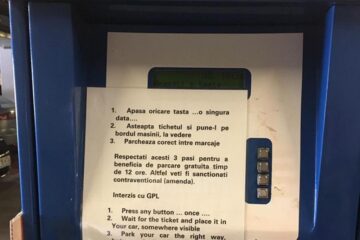 1. Apasa oricare tasta ...o singura
data....
2. Asteapta tichetul si pune-l pe
bordul masinii, la vedere
3. Parcheaza corect intre marcaje
Respectati acesti 3 pasi pentru a
beneficia de parcare gratuita timp
de 12 ore. Altfel veti fi sanctionati
contraventional (amenda).
Interzis cu GPL
1. Press any button ... once ....
2. Wait for the ticket and place it in
Your car, somewhere visible
3. Park your car the right way,